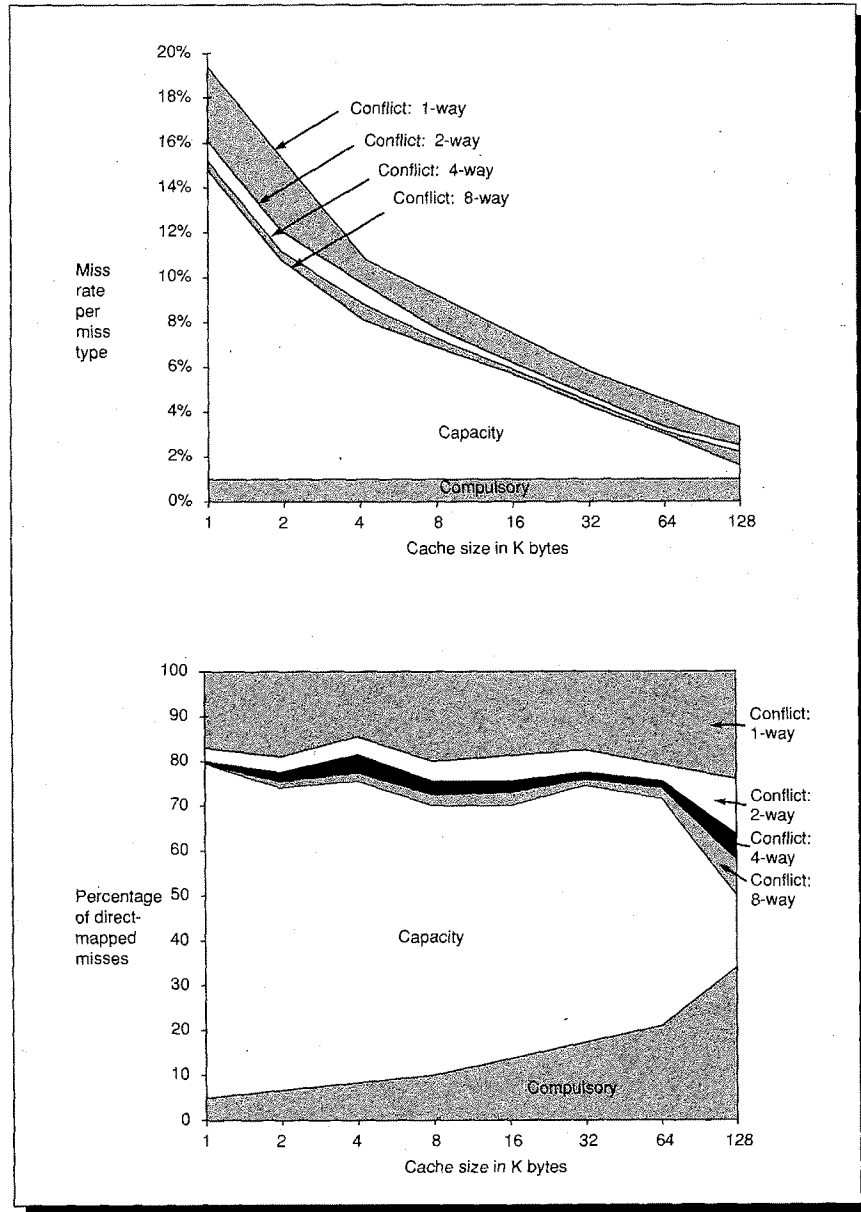 20%
18%
16%
14%
12%
10%
8%
6%
4%
2%
0%
Miss
rate
per
miss
type
Conflict: 1-way
Conflict: 2-way
Conflict: 4-way
Conflict: 8-way
Capacity
Compulsory
1 2 4 8 16 32 64 128
Cache size in K bytes
100
90
80
70
60
50
40
30
20
10
0
Percentage
of direct-
mapped
misses
Conflict:
1-way
Conflict:
2-way
Conflict:
4-way
Conflict:
8-way
Capacity
Compulsory
1 2 4 8 16 32 64 128
Cache size in K bytes